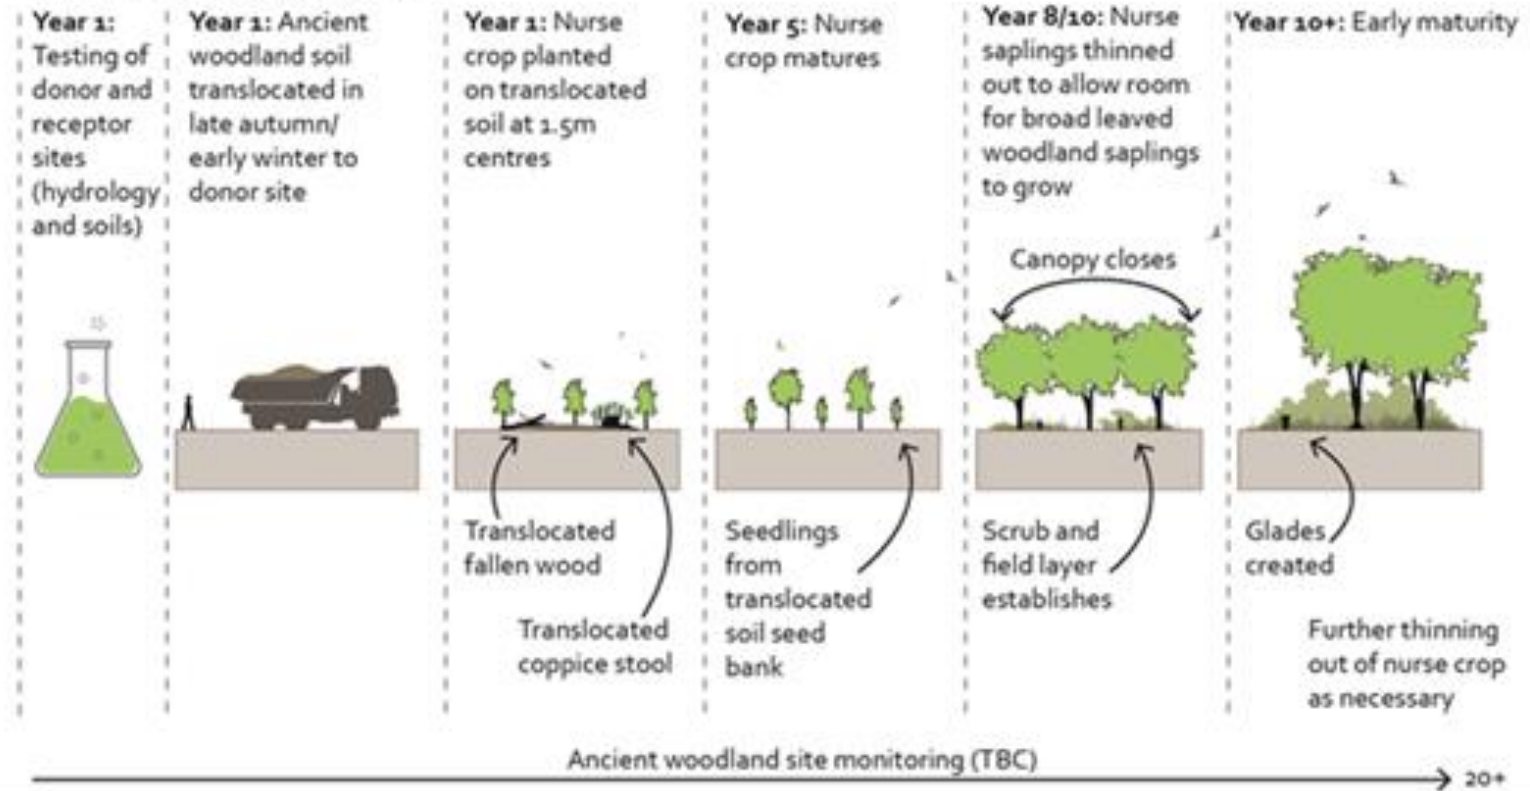 Year 1:
Testing of
donor and
receptor
sites
(hydrology
and soils)
Year 1: Ancient
woodland soil
translocated in
late autumn/
early winter to
donor site
Year 1: Nurse
crop planted
on translocated
soil at 1.5m
centres
Translocated
fallen wood
Translocated
coppice stool
Year 5: Nurse
crop matures
Seedlings
from
translocated
soil seed
bank
Year 8/10: Nurse
saplings thinned
out to allow room
for broad leaved
woodland saplings
to grow
Canopy closes
Scrub and
field layer
establishes
Year 10+: Early maturity
Glades
created
Further thinning
out of nurse crop
as necessary
Ancient woodland site monitoring (TBC)
20+